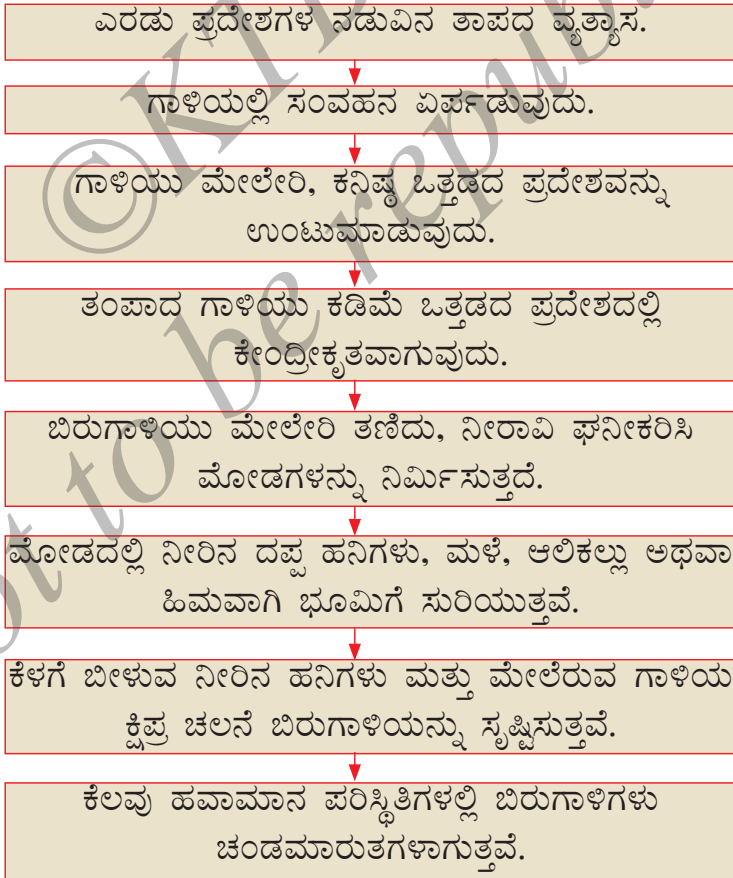 ಎರಡು ಪ್ರದೇಶಗಳ ನಡುವಿನ ತಾಪದ ವ್ಯತ್ಯಾಸ.
ಗಾಳಿಯಲ್ಲಿ ಸಂವಹನ ಏರ್ಪಡುವುದು.
ಗಾಳಿಯು ಮೇಲೇರಿ, ಕನಿಷ್ಠ ಒತ್ತಡದ ಪ್ರದೇಶವನ್ನು
ಉಂಟುಮಾಡುವುದು.
ತಂಪಾದ ಗಾಳಿಯು ಕಡಿಮೆ ಒತ್ತಡದ ಪ್ರದೇಶದಲ್ಲಿ
ಕೇಂದ್ರೀಕೃತವಾಗುವುದು.
ಬಿರುಗಾಳಿಯು ಮೇಲೇರಿ ತಣಿದು, ನೀರಾವಿ ಘನೀಕರಿಸಿ
ಮೋಡಗಳನ್ನು ನಿರ್ಮಿಸುತ್ತದೆ.
ಮೋಡದಲ್ಲಿ ನೀರಿನ ದಪ್ಪ ಹನಿಗಳು, ಮಳೆ, ಆಲಿಕಲ್ಲು ಅಥವಾ
ಹಿಮವಾಗಿ ಭೂಮಿಗೆ ಸುರಿಯುತ್ತವೆ.
ಕೆಳಗೆ ಬೀಳುವ ನೀರಿನ ಹನಿಗಳು ಮತ್ತು ಮೇಲೆರುವ ಗಾಳಿಯ
ಕ್ಷಿಪ್ರ ಚಲನೆ ಬಿರುಗಾಳಿಯನ್ನು ಸೃಷ್ಟಿಸುತ್ತವೆ.
ಕೆಲವು ಹವಾಮಾನ ಪರಿಸ್ಥಿತಿಗಳಲ್ಲಿ ಬಿರುಗಾಳಿಗಳು
ಚಂಡಮಾರುತಗಳಾಗುತ್ತವೆ.
to be